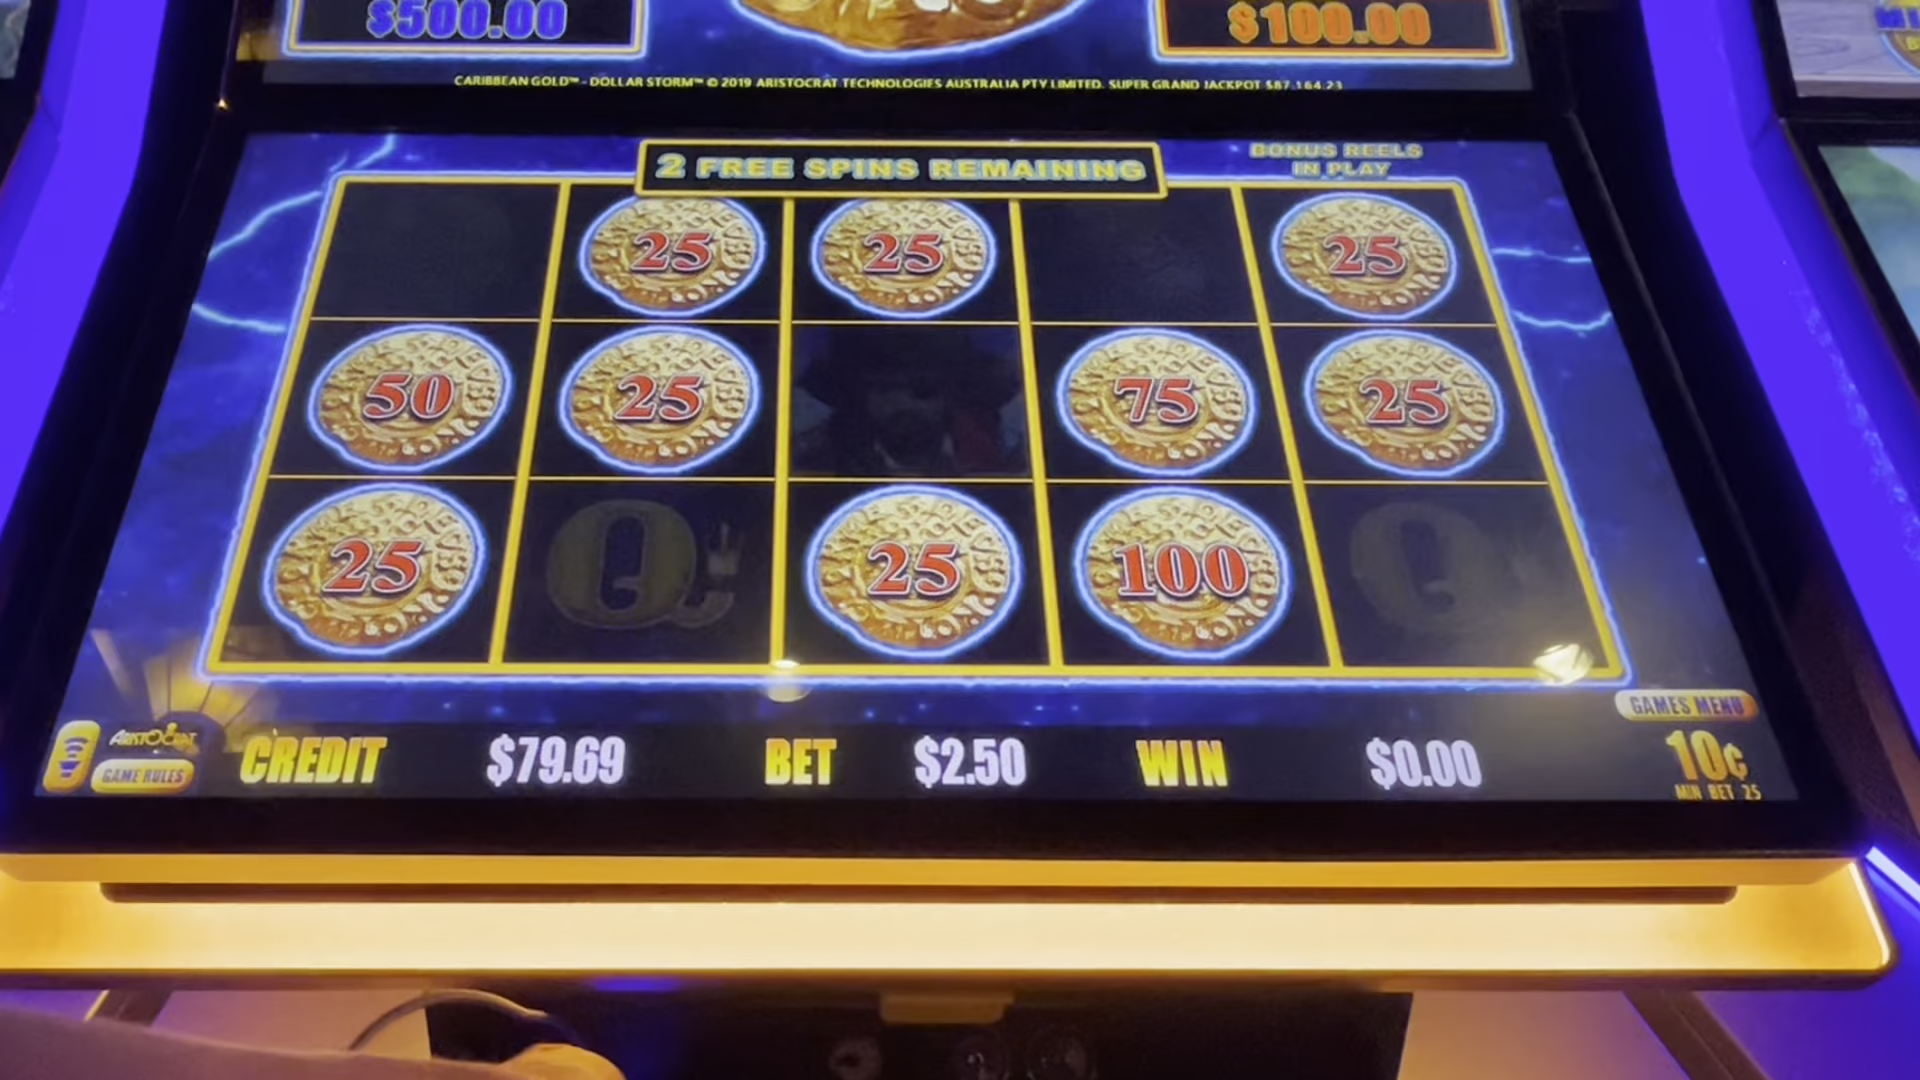 $500.00
$100.00
CARIBBEAN GOLD™ - DOLLAR STORM™ © 2019 ARISTOCRAT TECHNOLOGIES AUSTRALIA PTY LIMITED. SUPER GRAND JACKPOT $87,164.23
2 FREE SPINS REMAINING
BONUS REELS
IN PLAY
25 25 25
50 25 75 25
25 Q 25 100 Q
GAMES MENU
ARISTOCRAT
GAME RULES
CREDIT $79.69 BET $2.50 WIN $0.00
10¢
MIN BET 25